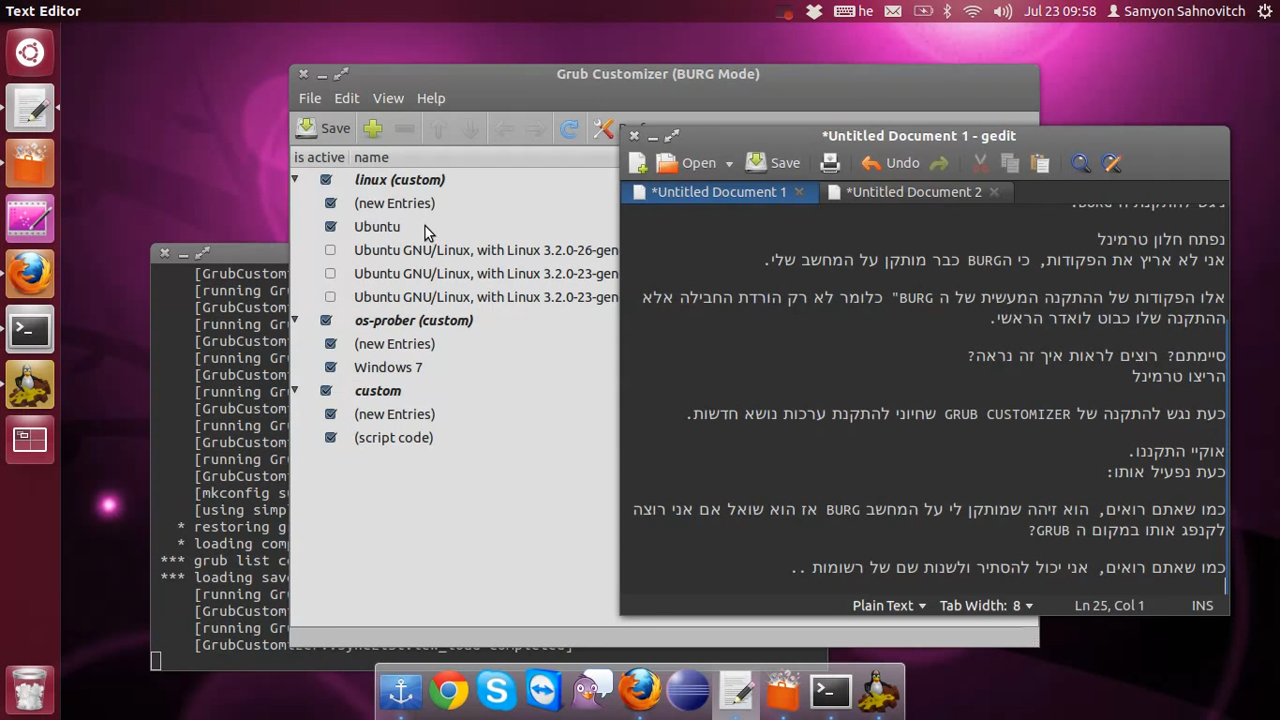 Text Editor
he
Jul 23 09:58
Samyon Sahnovitch
Grub Customizer (BURG Mode)
File Edit View Help
Save
is active name
linux (custom)
(new Entries)
Ubuntu
Ubuntu GNU/Linux, with Linux 3.2.0-26-gen
Ubuntu GNU/Linux, with Linux 3.2.0-23-gen
Ubuntu GNU/Linux, with Linux 3.2.0-23-gen
os-prober (custom)
(new Entries)
Windows 7
custom
(new Entries)
(script code)
*Untitled Document 1 - gedit
Open Save Undo
*Untitled Document 1
*Untitled Document 2
ניגש להתקנת ה BURG.
נפתח חלון טרמינל
אני לא אריץ את הפקודות, כי הBURG כבר מותקן על המחשב שלי.
אלו הפקודות של ההתקנה המעשית של ה BURG" כלומר לא רק הורדת החבילה אלא
ההתקנה שלו כבוט לואדר הראשי.
סיימתם? רוצים לראות איך זה נראה?
הריצו טרמינל
כעת נגש להתקנה של GRUB CUSTOMIZER שחיוני להתקנת ערכות נושא חדשות.
אוקיי התקננו.
כעת נפעיל אותו:
כמו שאתם רואים, הוא זיהה שמותקן לי על המחשב BURG אז הוא שואל אם אני רוצה
לקנפג אותו במקום ה GRUB?
כמו שאתם רואים, אני יכול להסתיר ולשנות שם של רשומות ..
Plain Text Tab Width: 8 Ln 25, Col 1 INS
[GrubCustom
[running Gr
[GrubCustom
[running Gr
[GrubCustom
[running Gr
[GrubCustom
[running Gr
[GrubCustom
[running Gr
[GrubCustom
[running Gr
[GrubCustom
[mkconfig s
[using simp
* restoring g
* loading com
*** grub list co
*** loading save
[running Gr
[GrubCustom
[running Gr